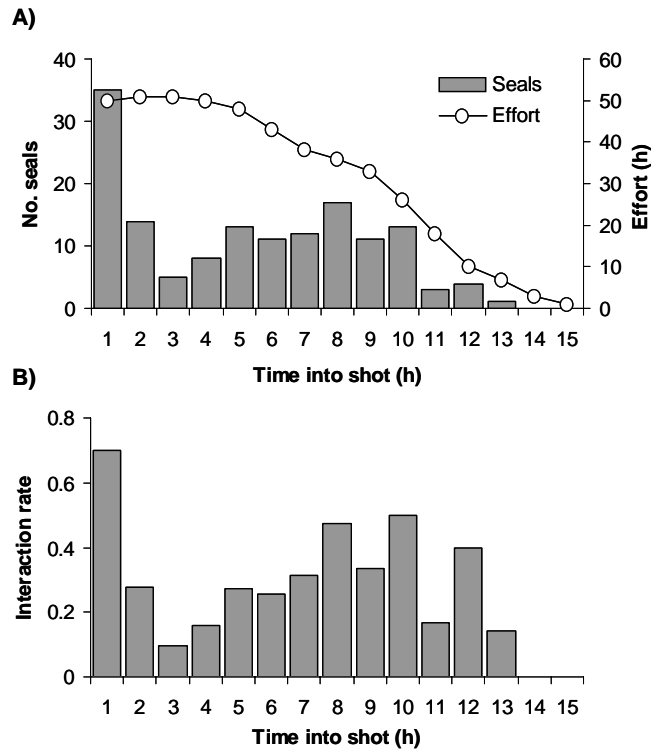 A)
40 60
Seals
Effort
50
30
40
20 30
20
10
10
0 0
1 2 3 4 5 6 7 8 9 10 11 12 13 14 15
No. seals
Effort (h)
Time into shot (h)
B)
0.8
0.6
0.4
0.2
0
1 2 3 4 5 6 7 8 9 10 11 12 13 14 15
Interaction rate
Time into shot (h)